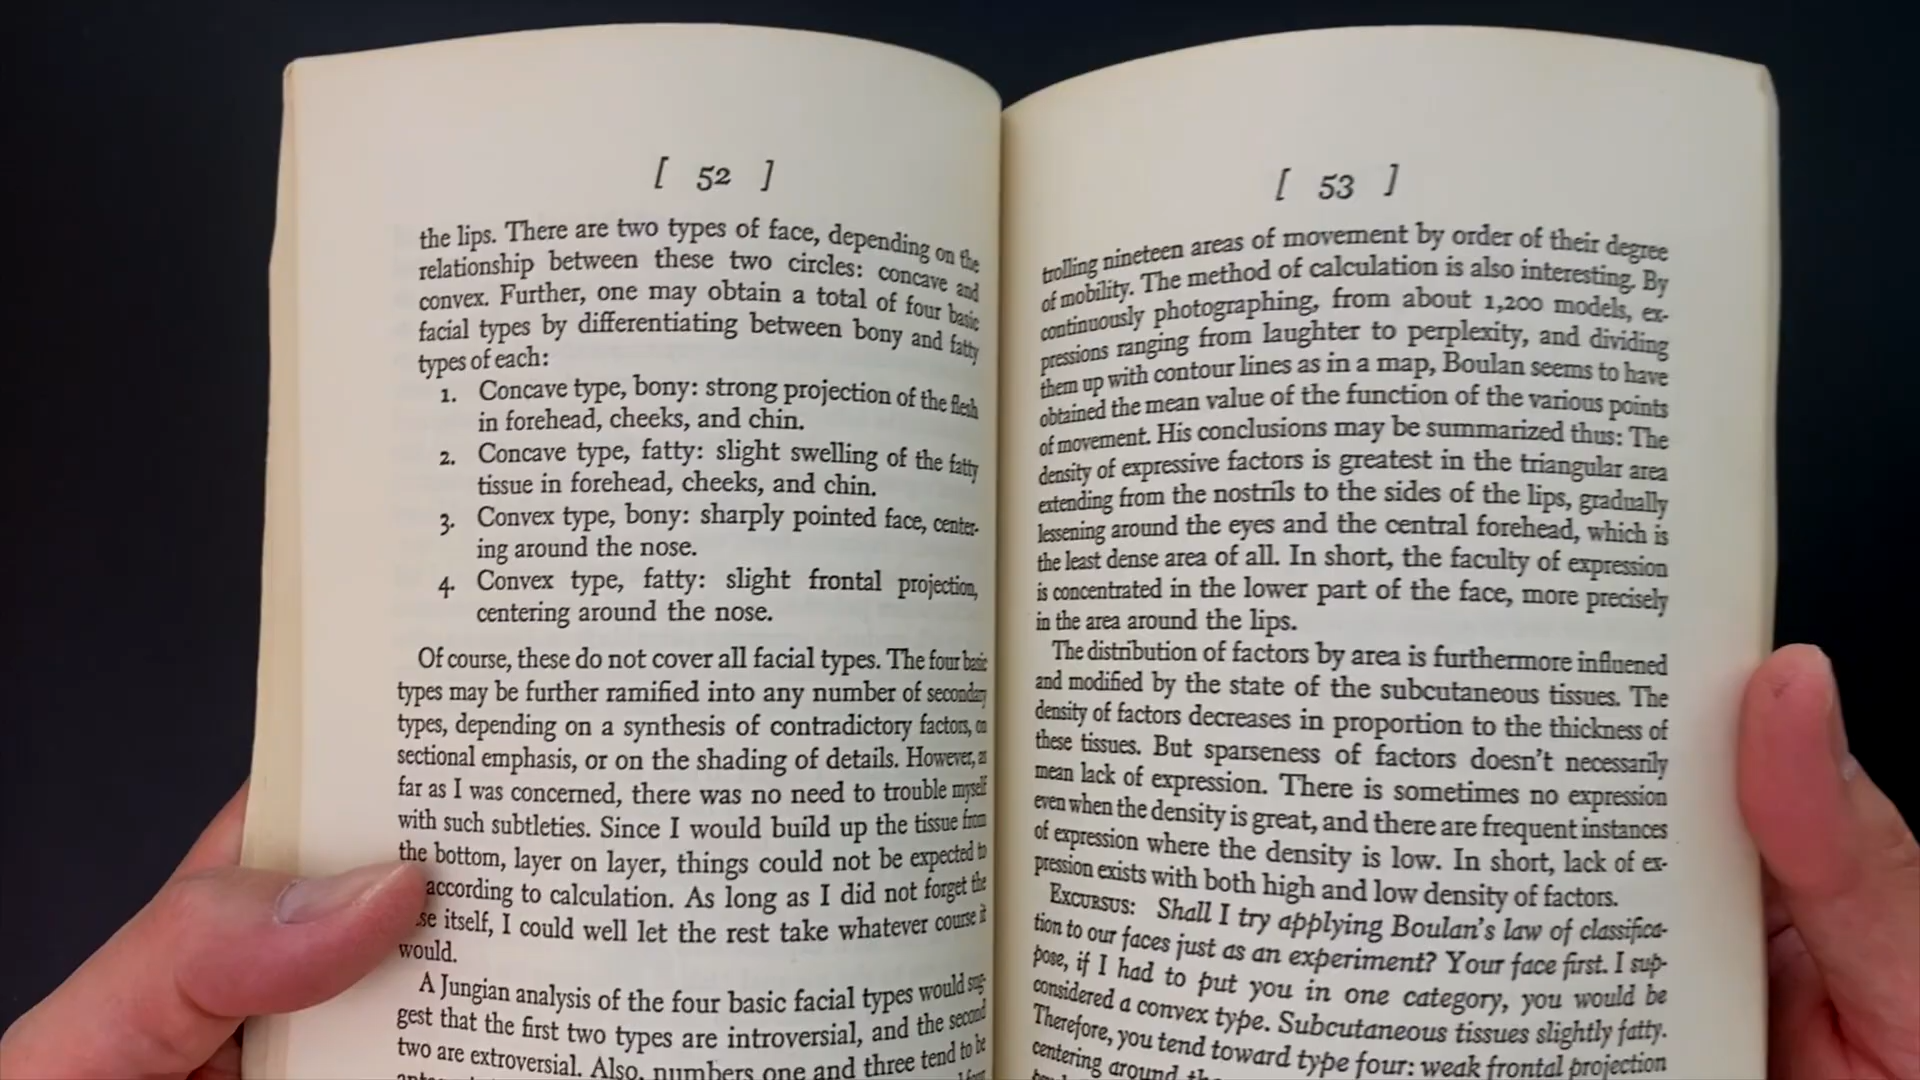 [ 52 ]
the lips. There are two types of face, depending on the
relationship between these two circles: concave and
convex. Further, one may obtain a total of four basic
facial types by differentiating between bony and fatty
types of each:
1. Concave type, bony: strong projection of the flesh
in forehead, cheeks, and chin.
2. Concave type, fatty: slight swelling of the fatty
tissue in forehead, cheeks, and chin.
3. Convex type, bony: sharply pointed face, center-
ing around the nose.
4. Convex type, fatty: slight frontal projection,
centering around the nose.
Of course, these do not cover all facial types. The four basic
types may be further ramified into any number of secondary
types, depending on a synthesis of contradictory factors, on
sectional emphasis, or on the shading of details. However, as
far as I was concerned, there was no need to trouble myself
with such subtleties. Since I would build up the tissue from
the bottom, layer on layer, things could not be expected to
according to calculation. As long as I did not forget the
itself, I could well let the rest take whatever course it
would.
A Jungian analysis of the four basic facial types would sug-
gest that the first two types are introversial, and the second
two are extroversial. Also, numbers one and three tend to be
[ 53 ]
trolling nineteen areas of movement by order of their degree
of mobility. The method of calculation is also interesting. By
continuously photographing, from about 1,200 models, ex-
pressions ranging from laughter to perplexity, and dividing
them up with contour lines as in a map, Boulan seems to have
obtained the mean value of the function of the various points
of movement. His conclusions may be summarized thus: The
density of expressive factors is greatest in the triangular area
extending from the nostrils to the sides of the lips, gradually
lessening around the eyes and the central forehead, which is
the least dense area of all. In short, the faculty of expression
is concentrated in the lower part of the face, more precisely
in the area around the lips.
The distribution of factors by area is furthermore influened
and modified by the state of the subcutaneous tissues. The
density of factors decreases in proportion to the thickness of
these tissues. But sparseness of factors doesn't necessarily
mean lack of expression. There is sometimes no expression
even when the density is great, and there are frequent instances
of expression where the density is low. In short, lack of ex-
pression exists with both high and low density of factors.
EXCURSUS: Shall I try applying Boulan's law of classifica-
tion to our faces just as an experiment? Your face first. I sup-
pose, if I had to put you in one category, you would be
considered a convex type. Subcutaneous tissues slightly fatty.
Therefore, you tend toward type four: weak frontal projection
centering around